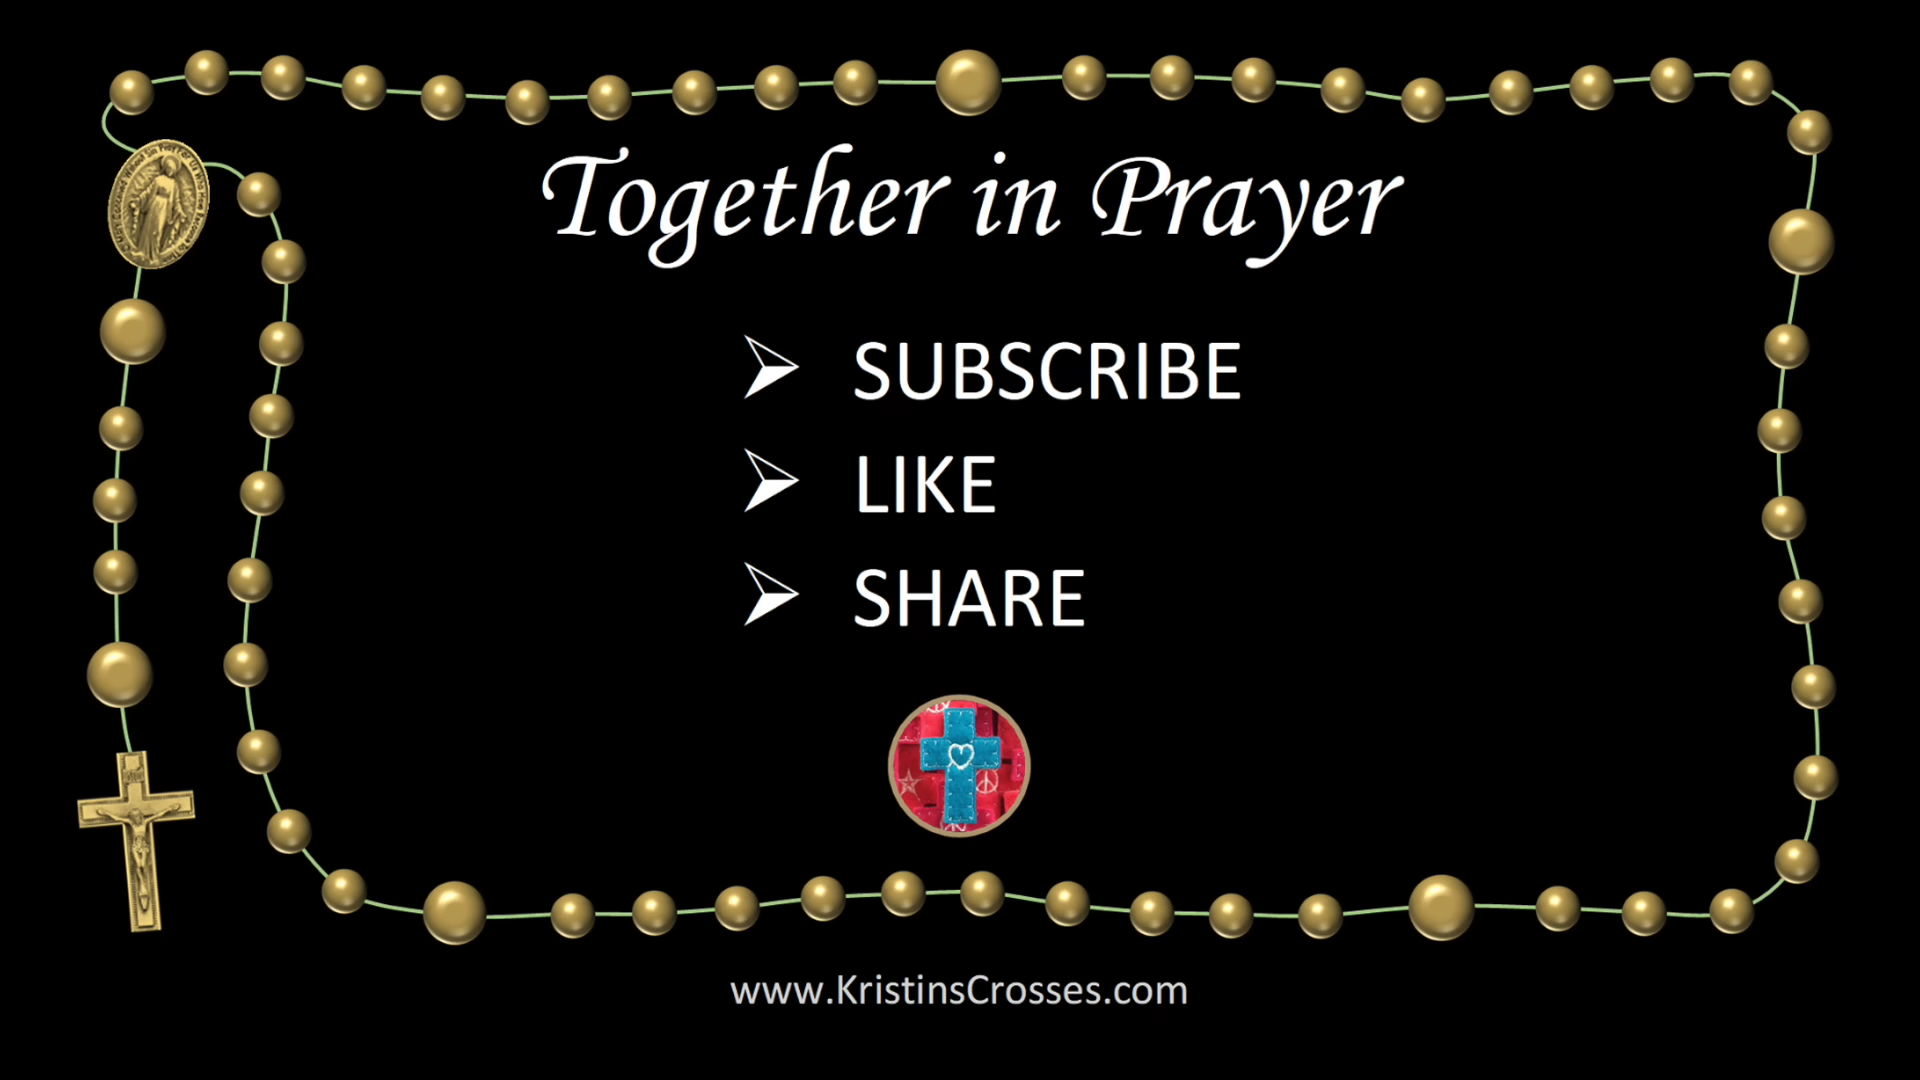 Together in Prayer
SUBSCRIBE
LIKE
SHARE
www.KristinsCrosses.com